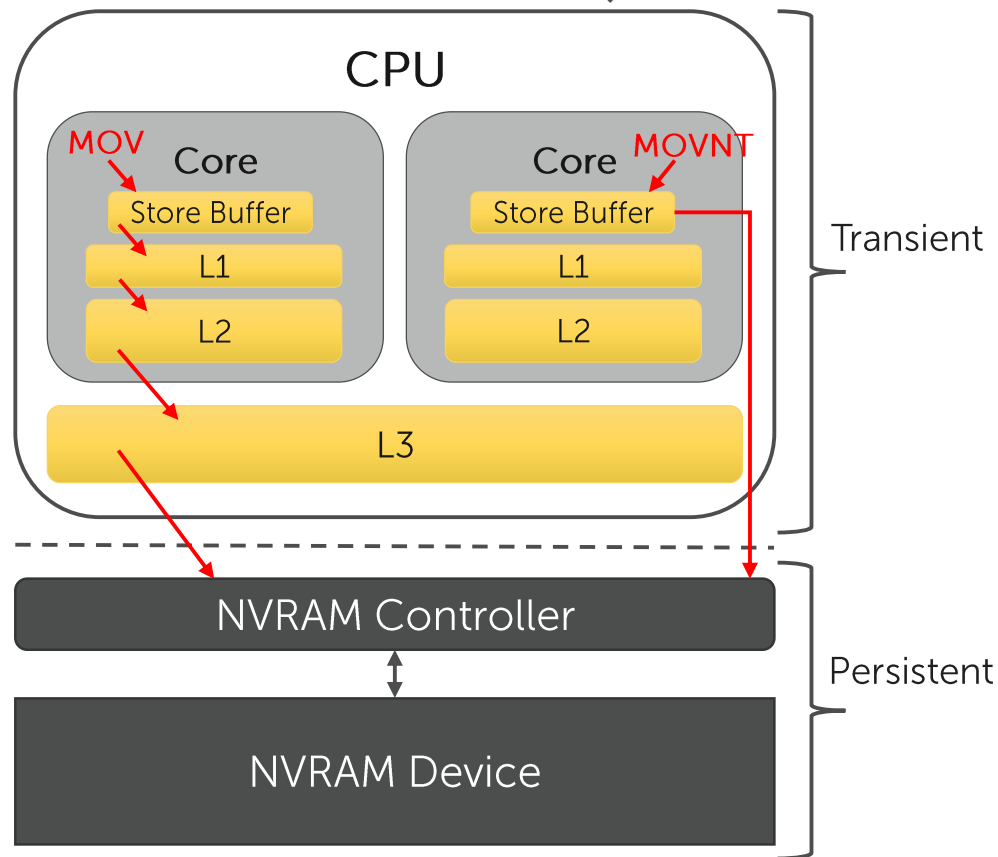 CPU
MOV
Core
Store Buffer
L1
L2
MOVNT
Core
Store Buffer
L1
L2
L3
Transient
NVRAM Controller
NVRAM Device
Persistent